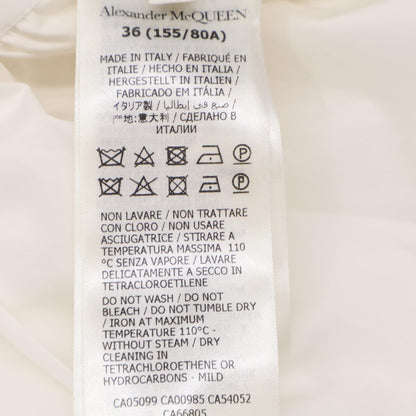 Alexander McQUEEN
36 (155/80A)
MADE IN ITALY / FABRIQUÉ EN
ITALIE / HECHO EN ITALIA /
HERGESTELLT IN ITALIEN /
FABRICADO EM ITÁLIA /
イタリア製 / صنع في إيطاليا /
地:意大利 / СДЕЛАНО В
ИТАЛИИ
P
P
NON LAVARE / NON TRATTARE
CON CLORO / NON USARE
ASCIUGATRICE / STIRARE A
TEMPERATURA MASSIMA 110
°C SENZA VAPORE / LAVARE
DELICATAMENTE A SECCO IN
TETRACLOROETILENE
DO NOT WASH / DO NOT
BLEACH / DO NOT TUMBLE DRY
/ IRON AT MAXIMUM
TEMPERATURE 110°C -
WITHOUT STEAM / DRY
CLEANING IN
TETRACHLOROETHENE OR
HYDROCARBONS - MILD
CA05099 CA00985 CA54052
CA66805